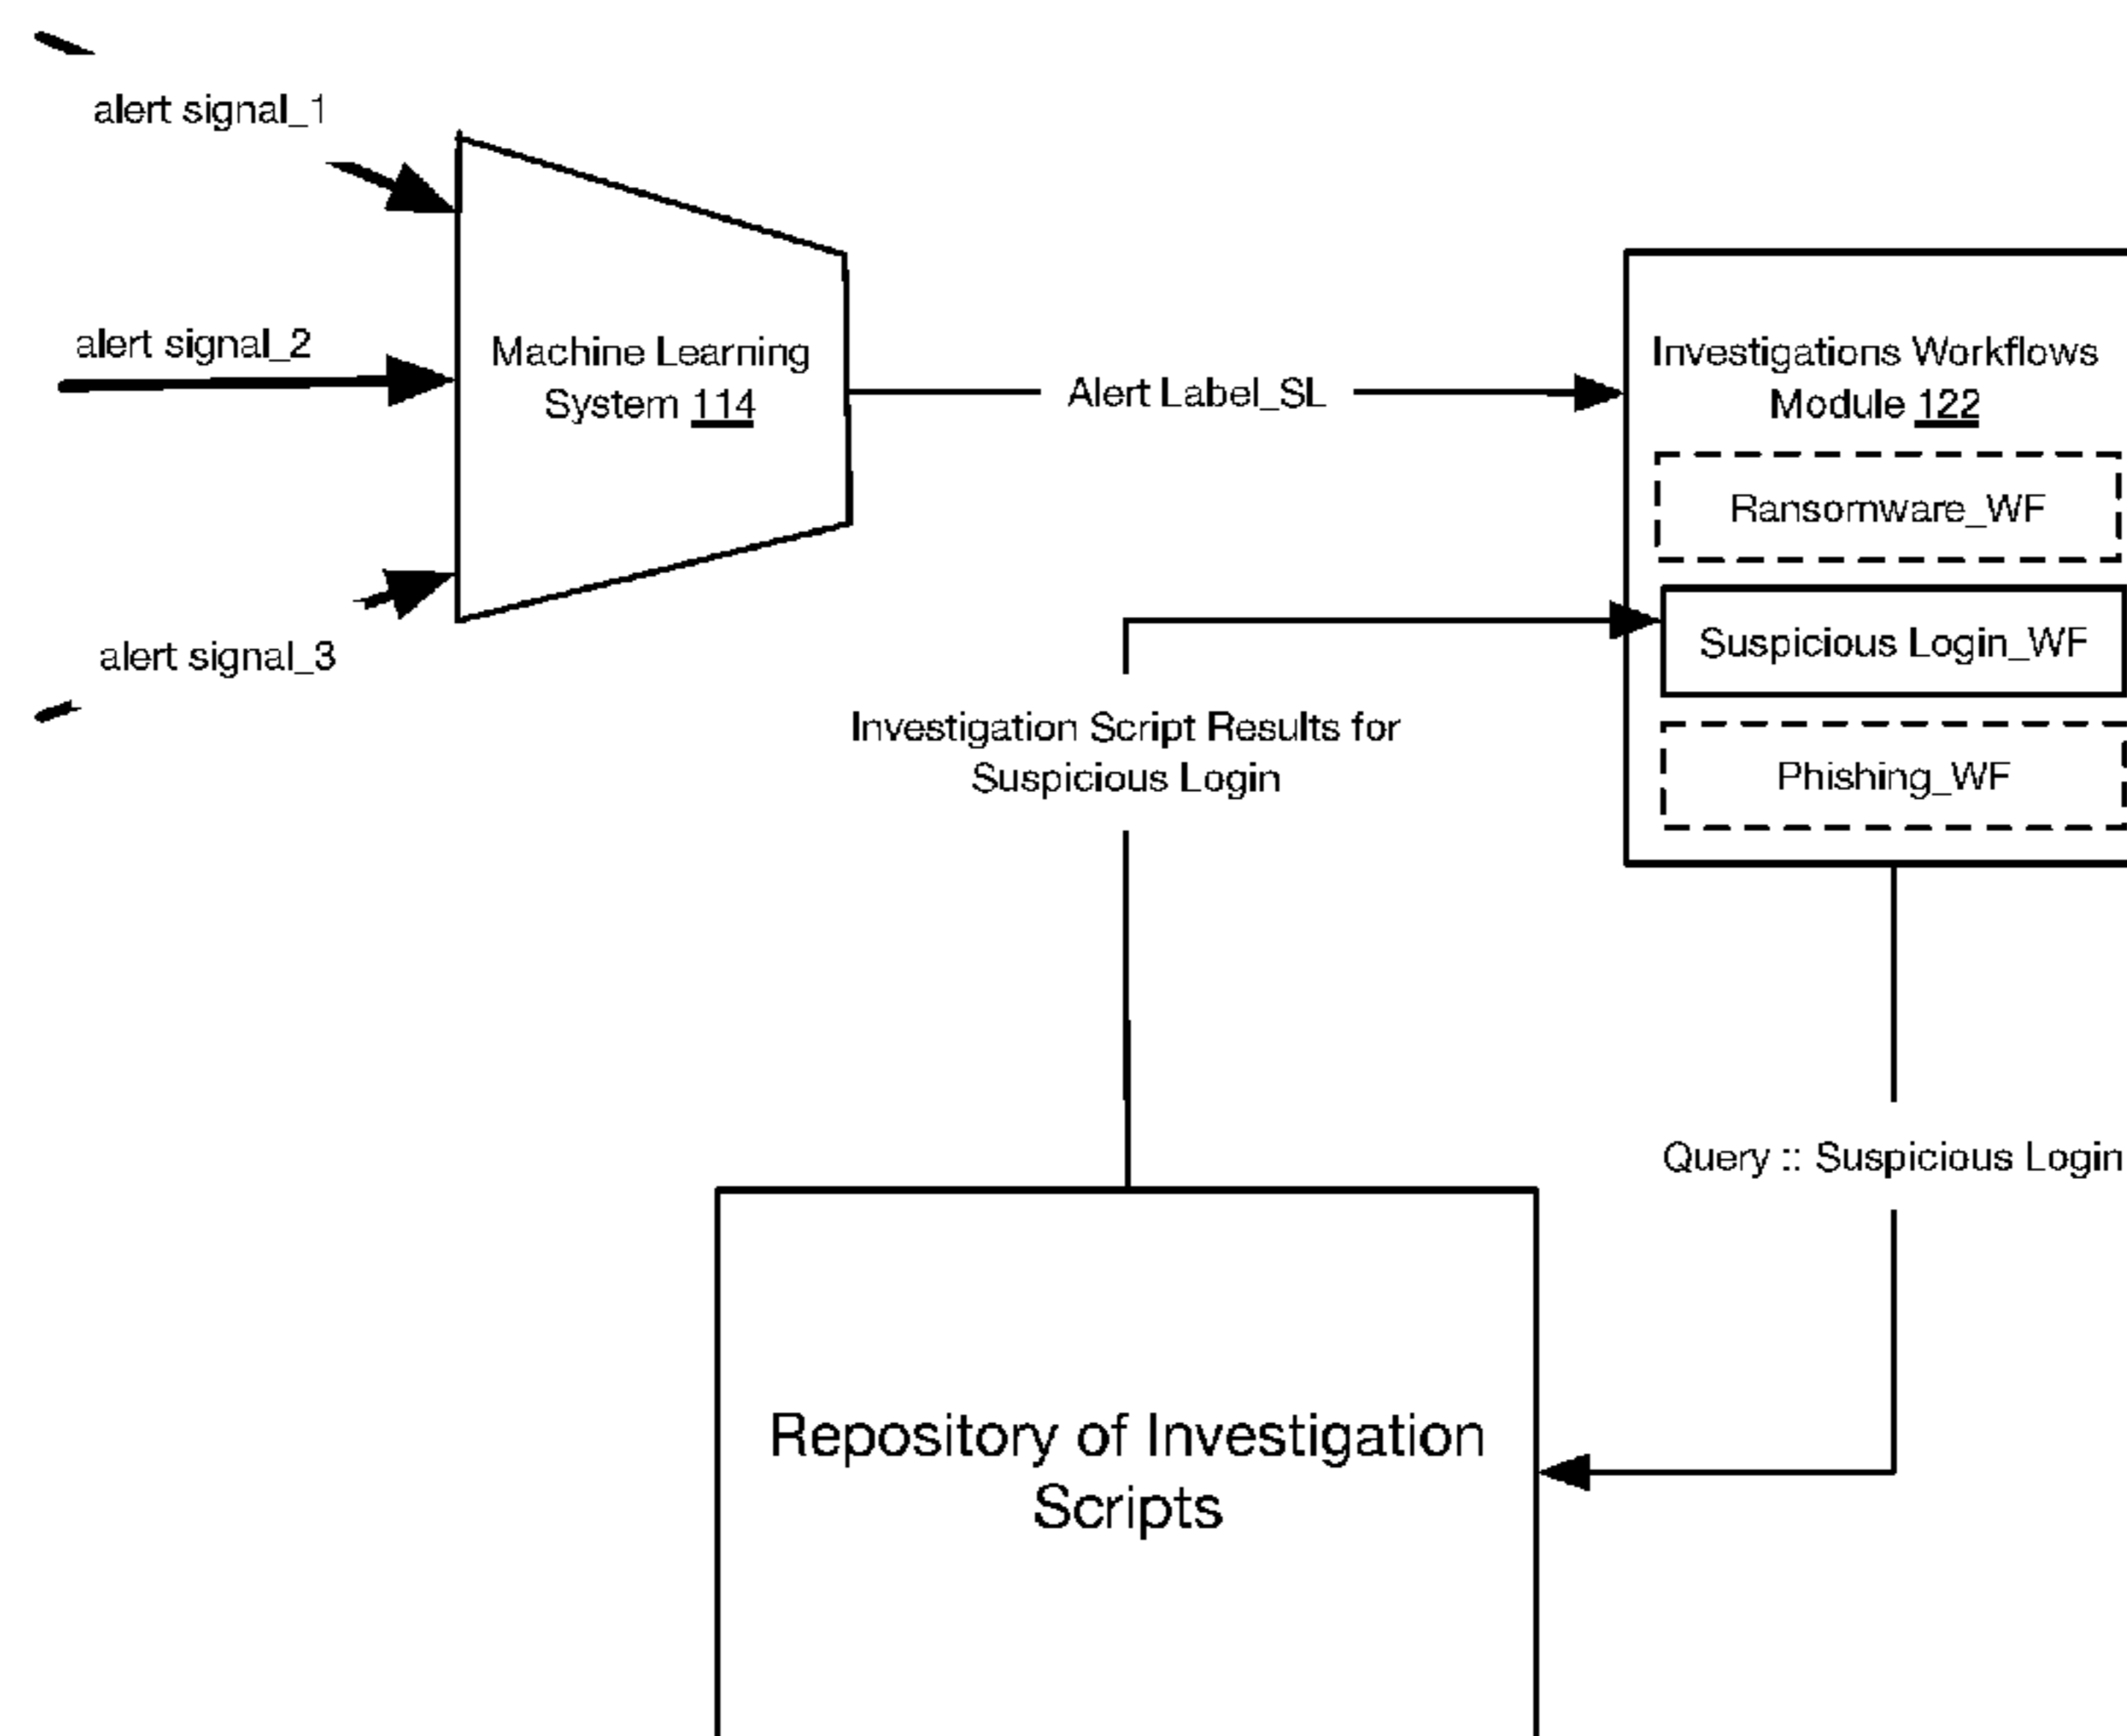 alert signal_1
alert signal_2
Machine Learning
System 114
Alert Label_SL
Investigations Workflows
Module 122
Ransomware_WF
Suspicious Login_WF
Phishing_WF
alert signal_3
Investigation Script Results for
Suspicious Login
Query :: Suspicious Login
Repository of Investigation
Scripts